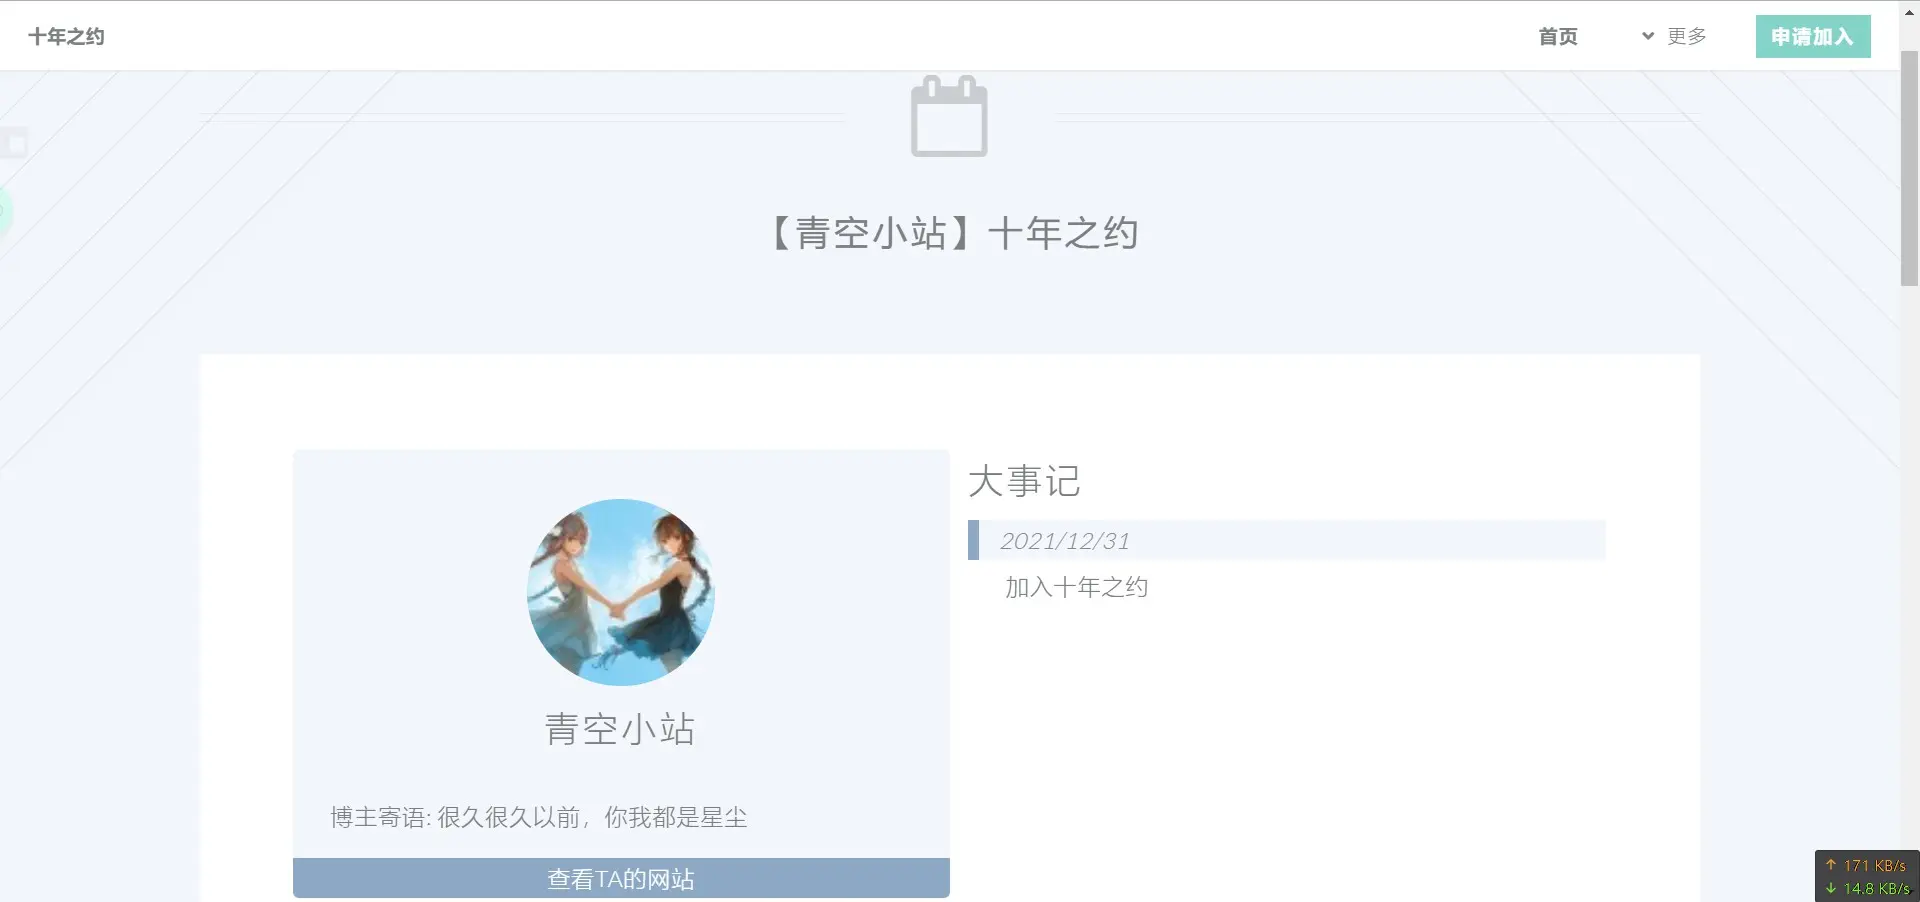 十年之约
首页
更多
申请加入
【青空小站】十年之约
青空小站
博主寄语: 很久很久以前，你我都是星尘
查看TA的网站
大事记
2021/12/31
加入十年之约
↑ 171 KB/s
↓ 14.8 KB/s